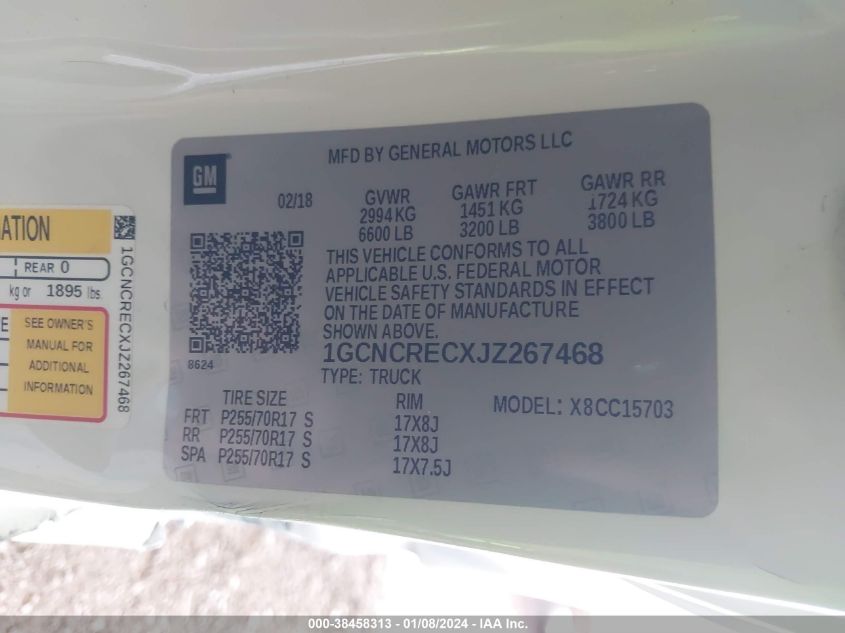 MFD BY GENERAL MOTORS LLC
GM
02/18
GVWR GAWR FRT GAWR RR
2994 KG 1451 KG 1724 KG
6600 LB 3200 LB 3800 LB
THIS VEHICLE CONFORMS TO ALL
APPLICABLE U.S. FEDERAL MOTOR
VEHICLE SAFETY STANDARDS IN EFFECT
ON THE DATE OF MANUFACTURE
SHOWN ABOVE.
8624
1GCNCRECXJZ267468
TYPE: TRUCK
TIRE SIZE RIM MODEL: X8CC15703
FRT P255/70R17 S 17X8J
RR P255/70R17 S 17X8J
SPA P255/70R17 S 17X7.5J
REAR 0
kg or 1895 lbs.
SEE OWNER'S
MANUAL FOR
ADDITIONAL
INFORMATION
1GCNCRECXJZ267468
000-38458313 - 01/08/2024 - IAA Inc.